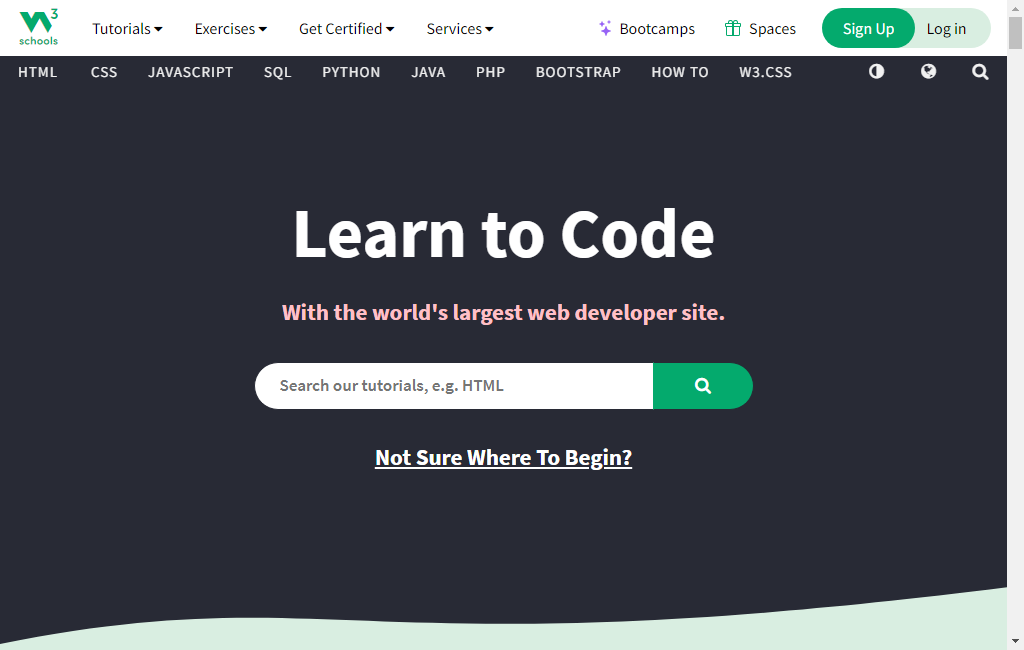 W3 schools
Tutorials Exercises Get Certified Services Bootcamps Spaces Sign Up Log in
HTML CSS JAVASCRIPT SQL PYTHON JAVA PHP BOOTSTRAP HOW TO W3.CSS
Learn to Code
With the world's largest web developer site.
Search our tutorials, e.g. HTML
Not Sure Where To Begin?